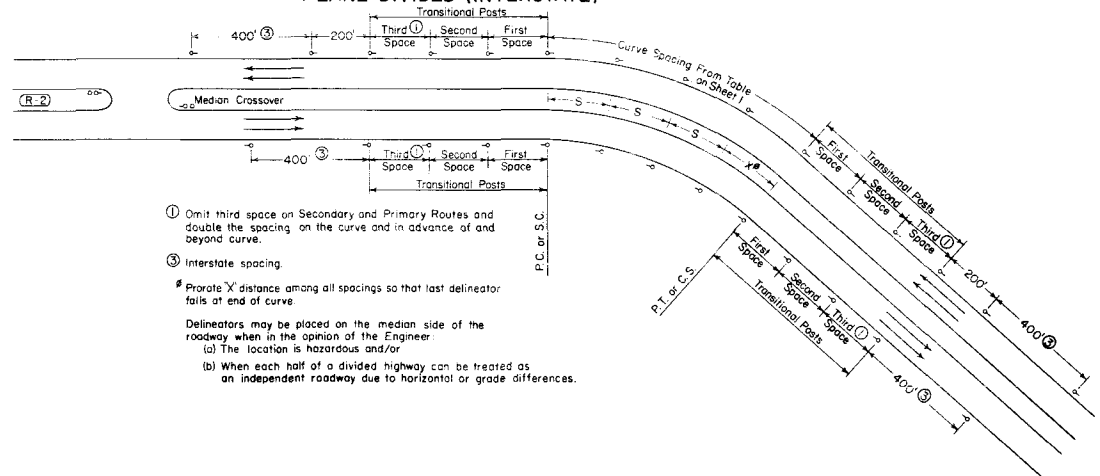 Transitional Posts
400' ③
200'
Third ①
Space
Second
Space
First
Space
Curve Spacing From Table
on Sheet 1
R-2
Median Crossover
S
S
S
400' ③
Third ①
Space
Second
Space
First
Space
Transitional Posts
P.C. or S.C.
First
Space
Second
Space
Third ①
Transitional Posts
200'
400' ③
P.T. or C.S.
First
Space
Second
Space
Third ①
Transitional Posts
400' ③
① Omit third space on Secondary and Primary Routes and
double the spacing on the curve and in advance of and
beyond curve.
③ Interstate spacing.
ø Prorate "X" distance among all spacings so that last delineator
falls at end of curve.
Delineators may be placed on the median side of the
roadway when in the opinion of the Engineer:
(a) The location is hazardous and/or
(b) When each half of a divided highway can be treated as
an independent roadway due to horizontal or grade differences.